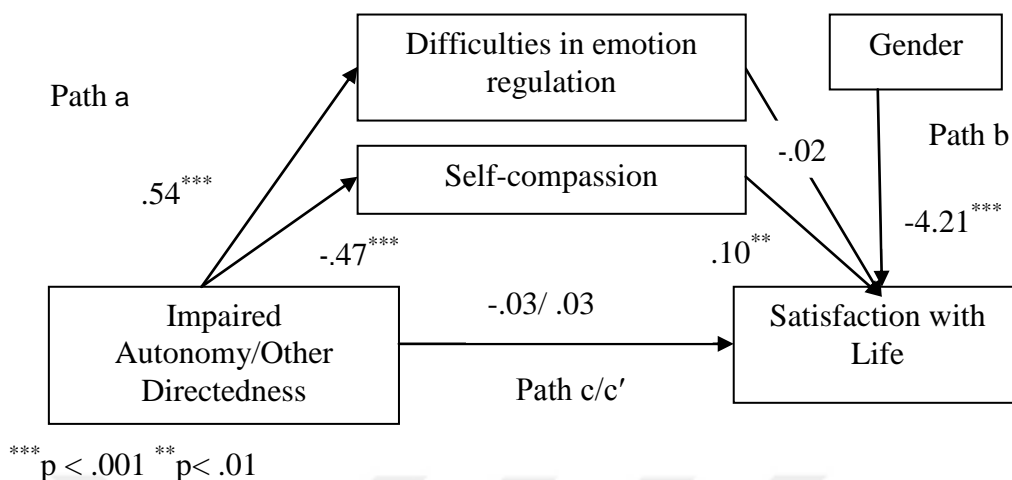 Difficulties in emotion
regulation
Gender
Path a
Path b
-.02
Self-compassion
.54***
-4.21***
-.47***
.10**
Impaired
Autonomy/Other
Directedness
-.03/ .03
Satisfaction with
Life
Path c/c′
***p < .001 **p< .01